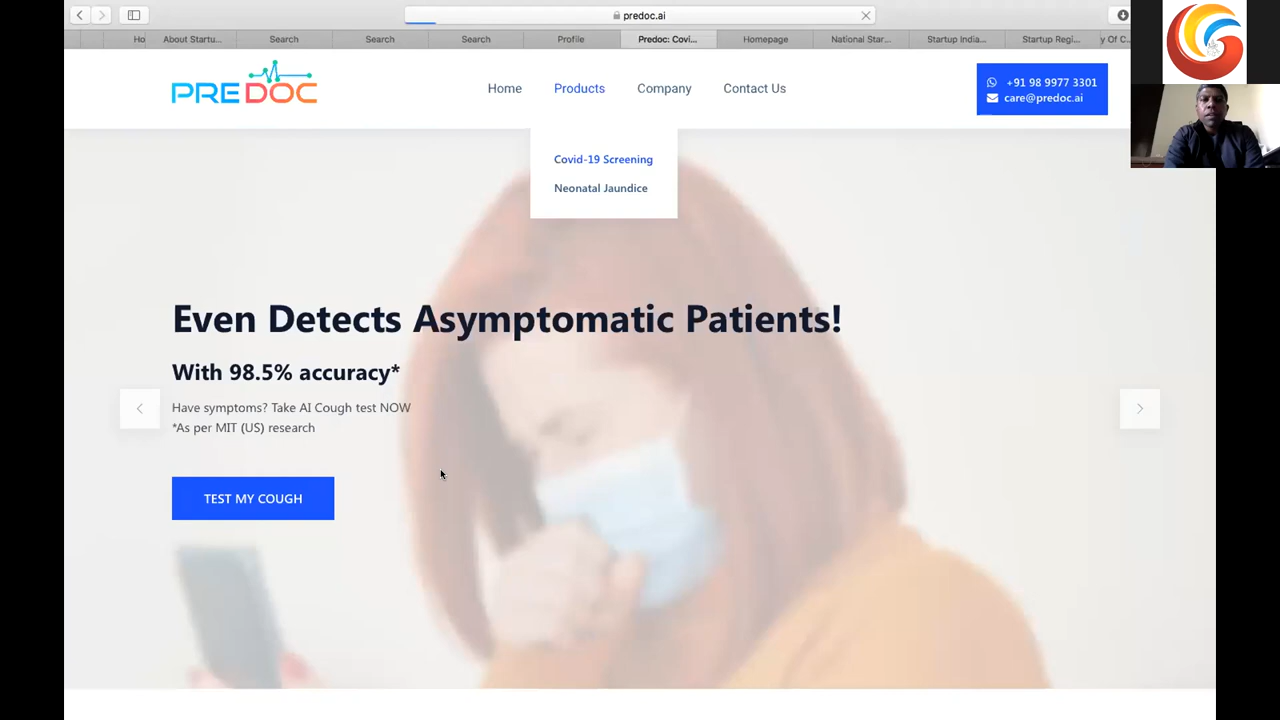 predoc.ai
Ho
About Startu...
Search
Search
Search
Profile
Predoc: Covi...
Homepage
National Star...
Startup India...
Startup Regi...
y Of C...
PREDOC
Home
Products
Company
Contact Us
+91 98 9977 3301
care@predoc.ai
Covid-19 Screening
Neonatal Jaundice
Even Detects Asymptomatic Patients!
With 98.5% accuracy*
Have symptoms? Take AI Cough test NOW
*As per MIT (US) research
TEST MY COUGH